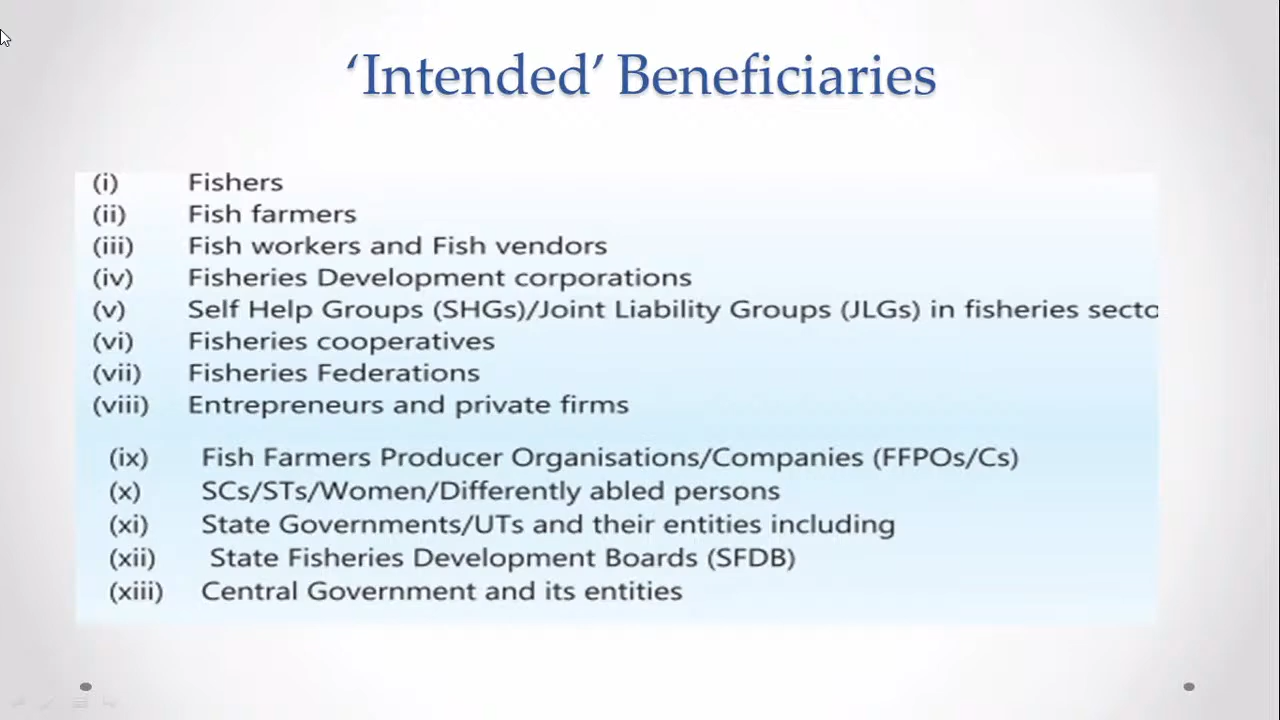 ‘Intended’ Beneficiaries
(i) Fishers
(ii) Fish farmers
(iii) Fish workers and Fish vendors
(iv) Fisheries Development corporations
(v) Self Help Groups (SHGs)/Joint Liability Groups (JLGs) in fisheries secto
(vi) Fisheries cooperatives
(vii) Fisheries Federations
(viii) Entrepreneurs and private firms
(ix) Fish Farmers Producer Organisations/Companies (FFPOs/Cs)
(x) SCs/STs/Women/Differently abled persons
(xi) State Governments/UTs and their entities including
(xii) State Fisheries Development Boards (SFDB)
(xiii) Central Government and its entities